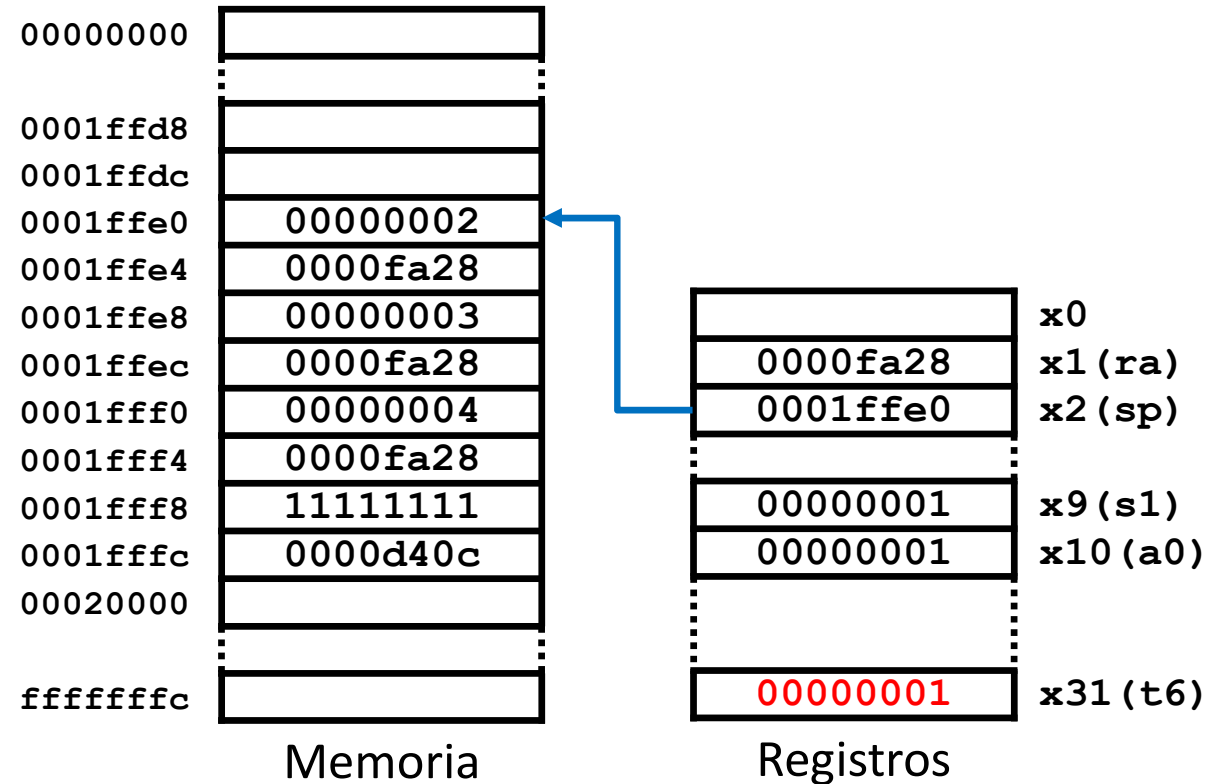 00000000
0001ffd8
0001ffdc
0001ffe0 00000002
0001ffe4 0000fa28
0001ffe8 00000003 x0
0001ffec 0000fa28 0000fa28 x1(ra)
0001fff0 00000004 0001ffe0 x2(sp)
0001fff4 0000fa28
0001fff8 11111111 00000001 x9(s1)
0001fffc 0000d40c 00000001 x10(a0)
00020000
fffffffc 00000001 x31(t6)
Memoria Registros